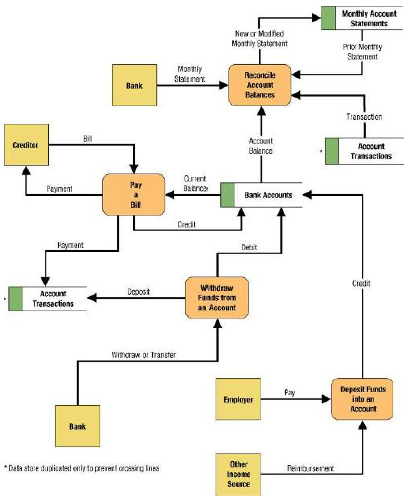 Monthly Account
Statements
New or Modified
Monthly Statement
Prior Monthly
Statement
Monthly
Statement
Bank
Reconcile
Account
Balances
Transaction
Creditor
Bill
Account
Balance
*
Account
Transactions
Payment
Pay
a
Bill
Current
Balance
Bank Accounts
Credit
Payment
Debit
*
Account
Transactions
Deposit
Withdraw
Funds from
an Account
Credit
Withdraw or Transfer
Bank
Employer
Pay
Deposit Funds
into an
Account
* Data store duplicated only to prevent crossing lines
Other
Income
Source
Reimbursement